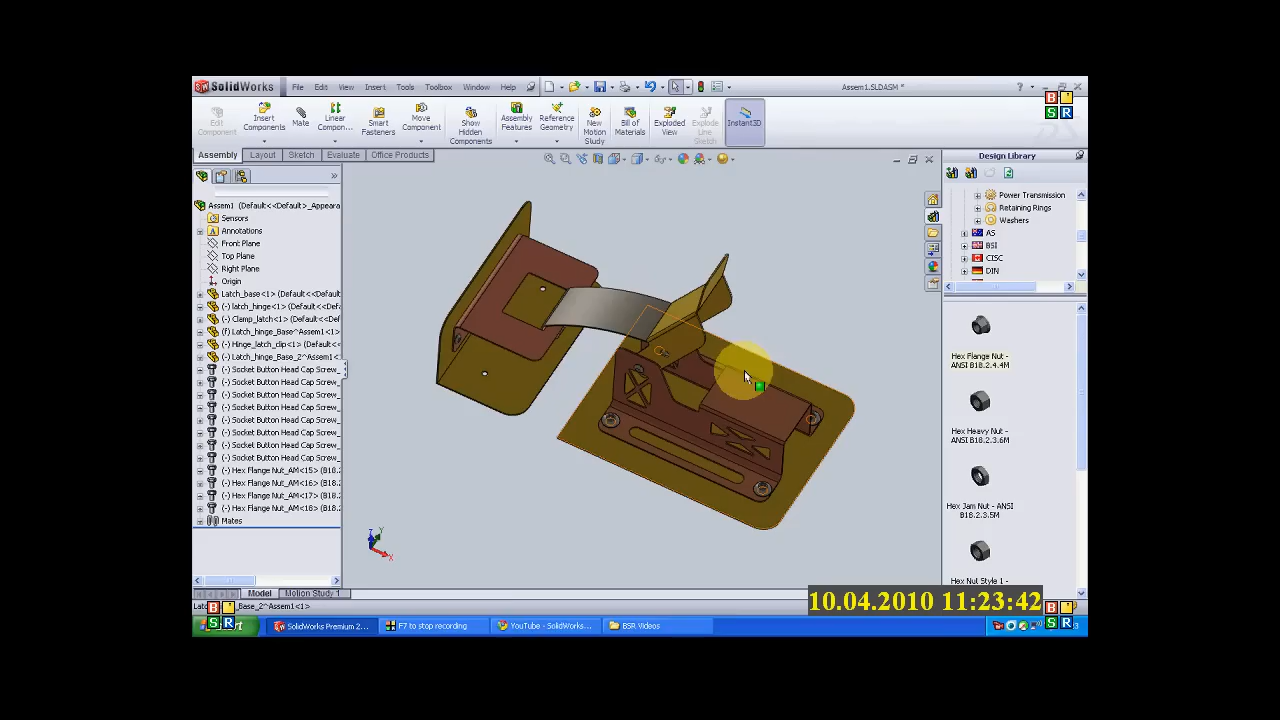 SolidWorks File Edit View Insert Tools Toolbox Window Help Assem1.SLDASM *
Edit Component
Insert Components
Mate
Linear Compon...
Smart Fasteners
Move Component
Show Hidden Components
Assembly Features
Reference Geometry
New Motion Study
Bill of Materials
Exploded View
Explode Line Sketch
Instant3D
B S R
Assembly Layout Sketch Evaluate Office Products
Design Library
Assem1 (Default<<Default>_Appeara
Sensors
Annotations
Front Plane
Top Plane
Right Plane
Origin
Latch_base<1> (Default<<Def
(-) Latch_hinge<1> (Default<
(-) Clamp_latch<1> (Default<
(f) Latch_hinge_Base^Assem1
(-) Hinge_latch_clip<1> (Defa
Latch_hinge_Base_2^Assem1
(-) Socket Button Head Cap Screw_
(-) Socket Button Head Cap Screw_
(-) Socket Button Head Cap Screw_
(-) Socket Button Head Cap Screw_
(-) Socket Button Head Cap Screw_
(-) Socket Button Head Cap Screw_
(-) Socket Button Head Cap Screw_
(-) Socket Button Head Cap Screw_
(-) Hex Flange Nut_AM<15> (B18.
(-) Hex Flange Nut_AM<16> (B18.2
(-) Hex Flange Nut_AM<17> (B18.2
(-) Hex Flange Nut_AM<18> (B18.2
Mates
Power Transmission
Retaining Rings
Washers
AS
BSI
CISC
DIN
Hex Flange Nut -
ANSI B18.2.4.4M
Hex Heavy Nut -
ANSI B18.2.3.6M
Hex Jam Nut - ANSI
B18.2.3.5M
Hex Nut Style 1 -
Z Y X
Model Motion Study 1
Base_2^Assem1<1>
10.04.2010 11:23:42
B S R
SolidWorks Premium 2... F7 to stop recording YouTube - SolidWorks... BSR Videos
B S R